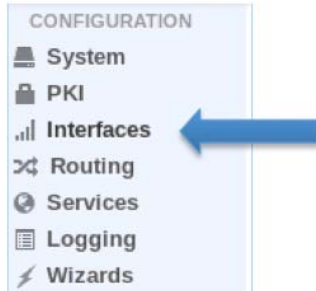 CONFIGURATION
System
PKI
Interfaces
Routing
Services
Logging
Wizards